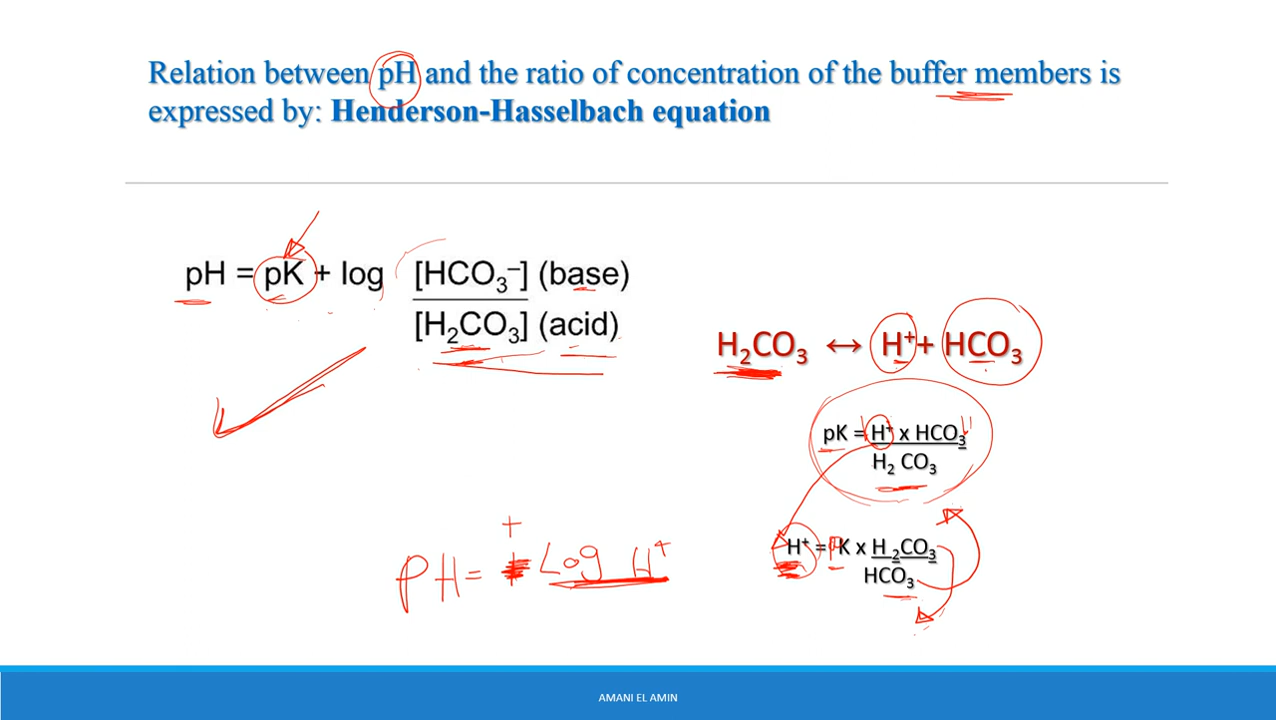 Relation between pH and the ratio of concentration of the buffer members is
expressed by: Henderson-Hasselbach equation
pH = pK + log [HCO₃⁻] (base)
[H₂CO₃] (acid)
H₂CO₃ ↔ H⁺+ HCO₃
pK = H⁺ x HCO₃
H₂ CO₃
H⁺ = K x H ₂CO₃
HCO₃
+
PH= Log H⁺
AMANI EL AMIN